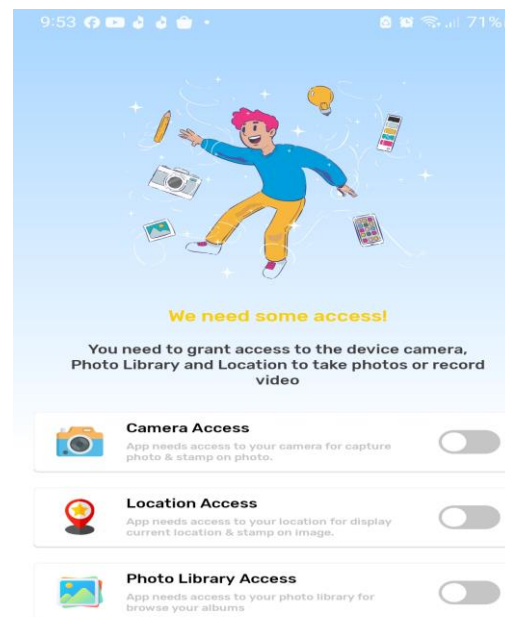 9:53
71%
We need some access!
You need to grant access to the device camera,
Photo Library and Location to take photos or record
video
Camera Access
App needs access to your camera for capture
photo & stamp on photo.
Location Access
App needs access to your location for display
current location & stamp on image.
Photo Library Access
App needs access to your photo library for
browse your albums